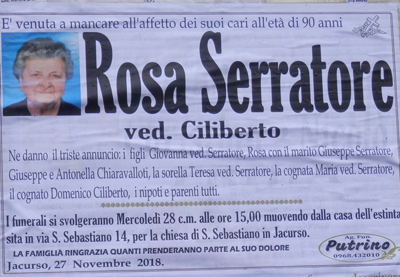 E' venuta a mancare all'affetto dei suoi cari all'età di 90 anni
Rosa Serratore
ved. Ciliberto
Ne danno il triste annuncio: i figli Giovanna ved. Serratore, Rosa con il marito Giuseppe Serratore,
Giuseppe e Antonella Chiaravalloti, la sorella Teresa ved. Serratore, la cognata Maria ved. Serratore,
il cognato Domenico Ciliberto, i nipoti e parenti tutti.
I funerali si svolgeranno Mercoledì 28 c.m. alle ore 15,00 muovendo dalla casa dell'estinta
sita in via S. Sebastiano 14, per la chiesa di S. Sebastiano in Jacurso.
LA FAMIGLIA RINGRAZIA QUANTI PRENDERANNO PARTE AL SUO DOLORE
Jacurso, 27 Novembre 2018.
Ag. Fun.
Putrino
0968.432010